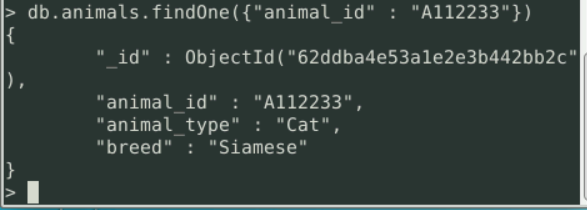 > db.animals.findOne({"animal_id" : "A112233"})
{
        "_id" : ObjectId("62ddba4e53a1e2e3b442bb2c"
),
        "animal_id" : "A112233",
        "animal_type" : "Cat",
        "breed" : "Siamese"
}
>